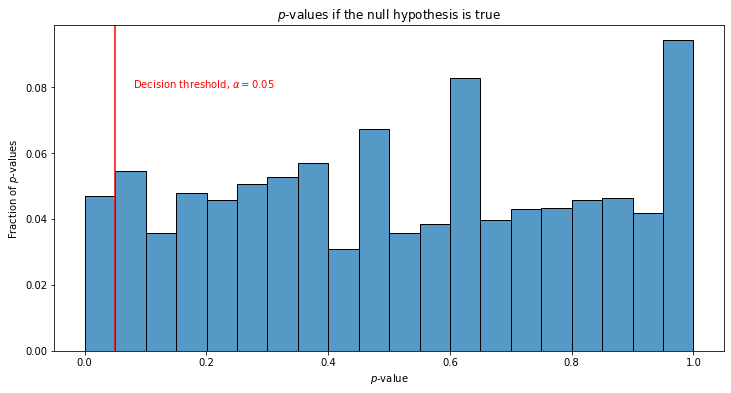 p-values if the null hypothesis is true
Decision threshold, α = 0.05
Fraction of p-values
0.08
0.06
0.04
0.02
0.00
0.0 0.2 0.4 0.6 0.8 1.0
p-value